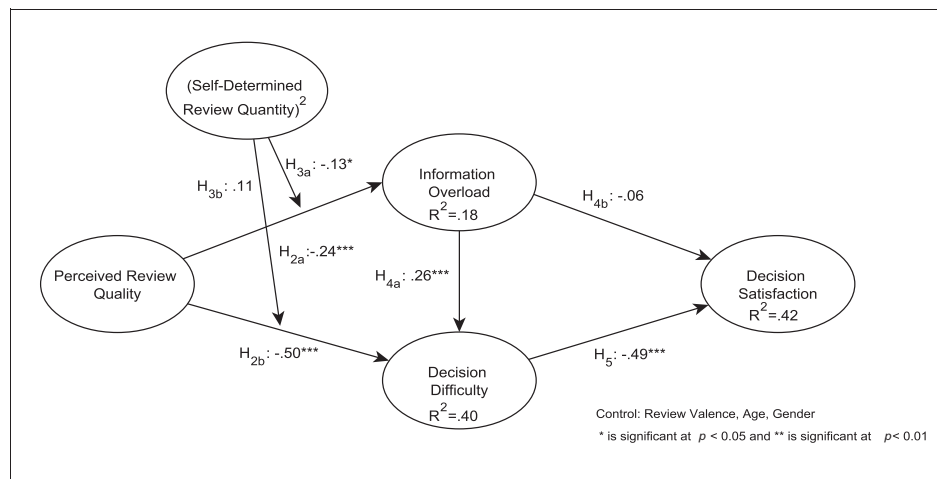 (Self-Determined
Review Quantity)²
H₃ₐ: -.13*
H₃b: .11
Information
Overload
R²=.18
H₄b: -.06
H₂ₐ:-.24***
Perceived Review
Quality
H₄ₐ: .26***
Decision
Satisfaction
R²=.42
H₂b: -.50***
H₅: -.49***
Decision
Difficulty
R²=.40
Control: Review Valence, Age, Gender
* is significant at p < 0.05 and ** is significant at p< 0.01